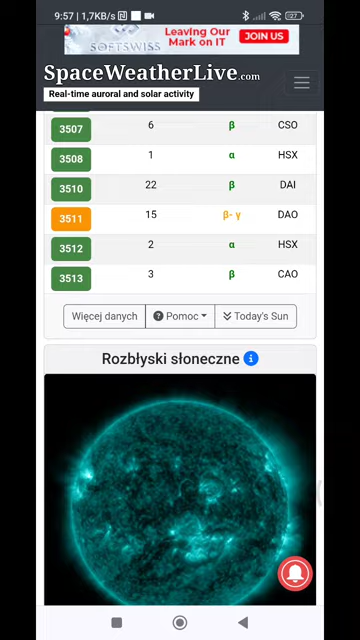 9:57 | 1,7KB/s
27
SOFTSWISS
Leaving Our
Mark on IT
JOIN US
SpaceWeatherLive.com
Real-time auroral and solar activity
3507 6 β CSO
3508 1 α HSX
3510 22 β DAI
3511 15 β-γ DAO
3512 2 α HSX
3513 3 β CAO
Więcej danych
Pomoc
Today's Sun
Rozbłyski słoneczne